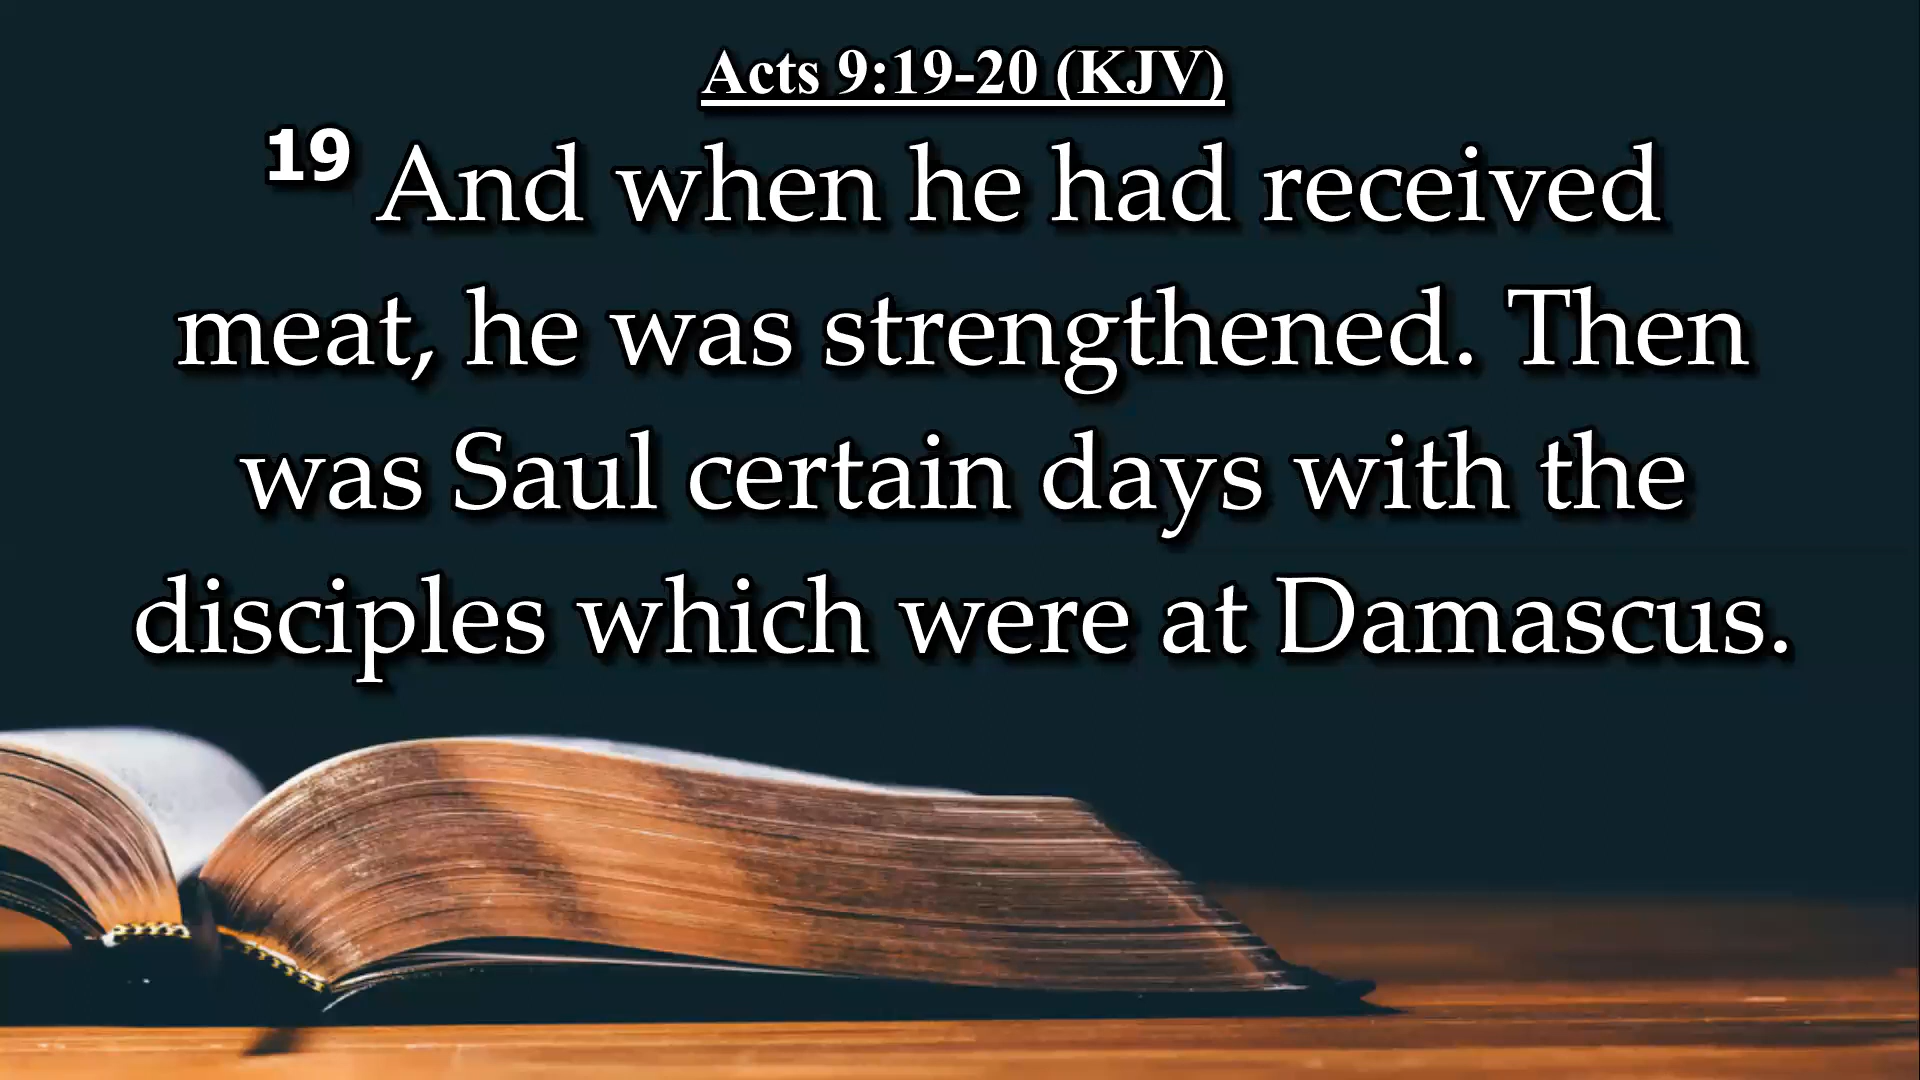 Acts 9:19-20 (KJV)
19 And when he had received
meat, he was strengthened. Then
was Saul certain days with the
disciples which were at Damascus.